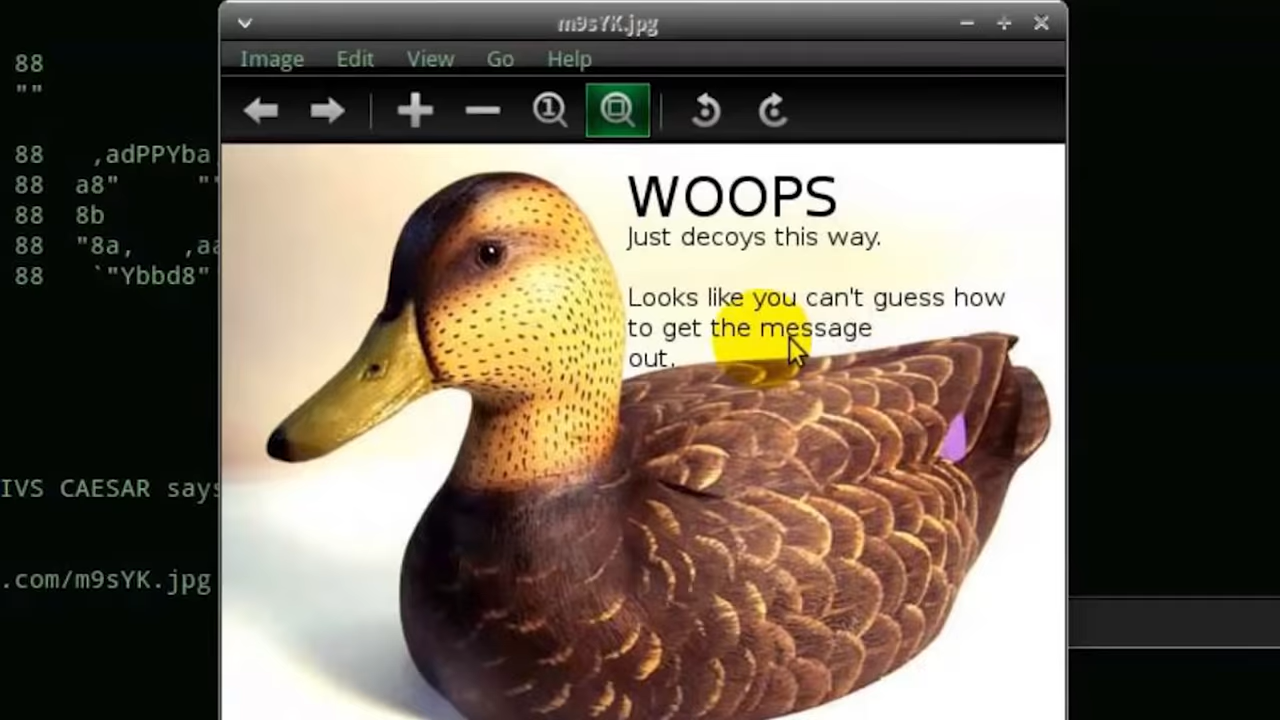 m9sYK.jpg
Image Edit View Go Help
88
""
88 ,adPPYba,
88 a8" ""
88 8b
88 "8a, ,aa
88 `"Ybbd8"'
WOOPS
Just decoys this way.
Looks like you can't guess how
to get the message
out.
IVS CAESAR says
.com/m9sYK.jpg